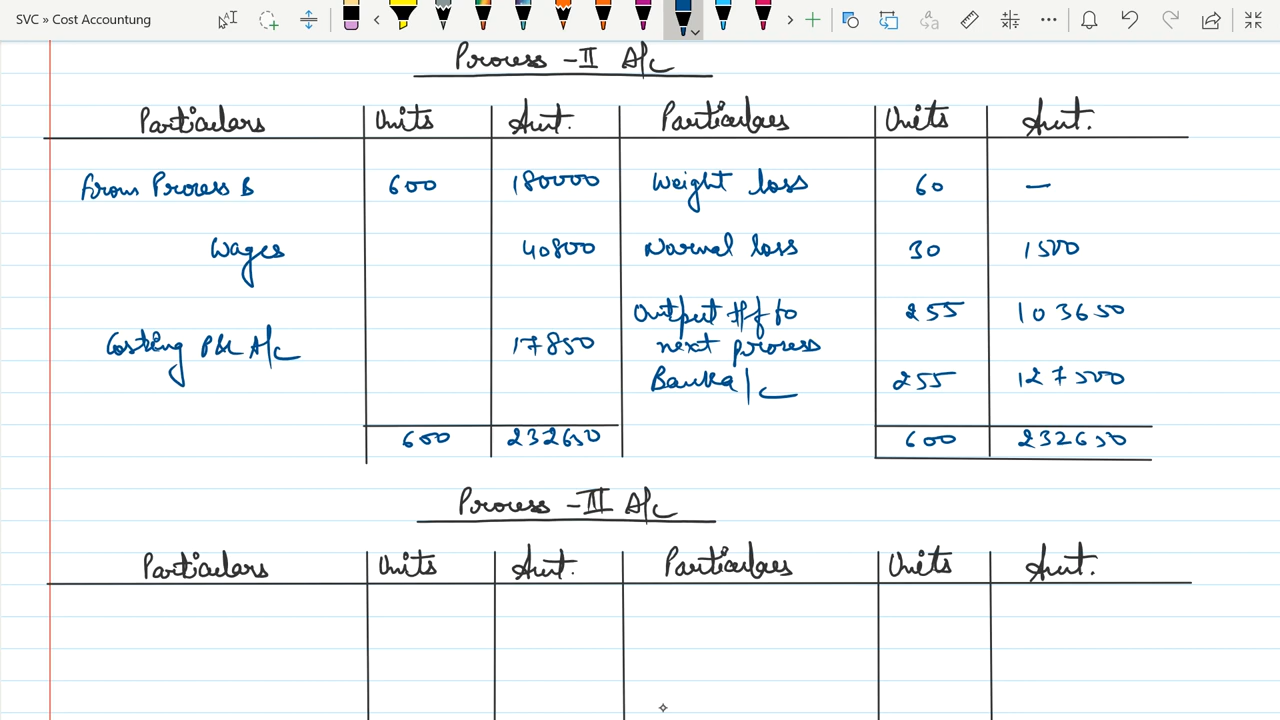 SVC » Cost Accountung
Process - II A/c
Particulars Units Amt. Particulars Units Amt.
From Process B 600 180000 Weight loss 60 —
Wages 40800 Normal loss 30 1500
Output t/f to 255 103650
Costing P&L A/c 17850 next process
Bank a/c 255 127500
600 232650 600 232650
Process - III A/c
Particulars Units Amt. Particulars Units Amt.